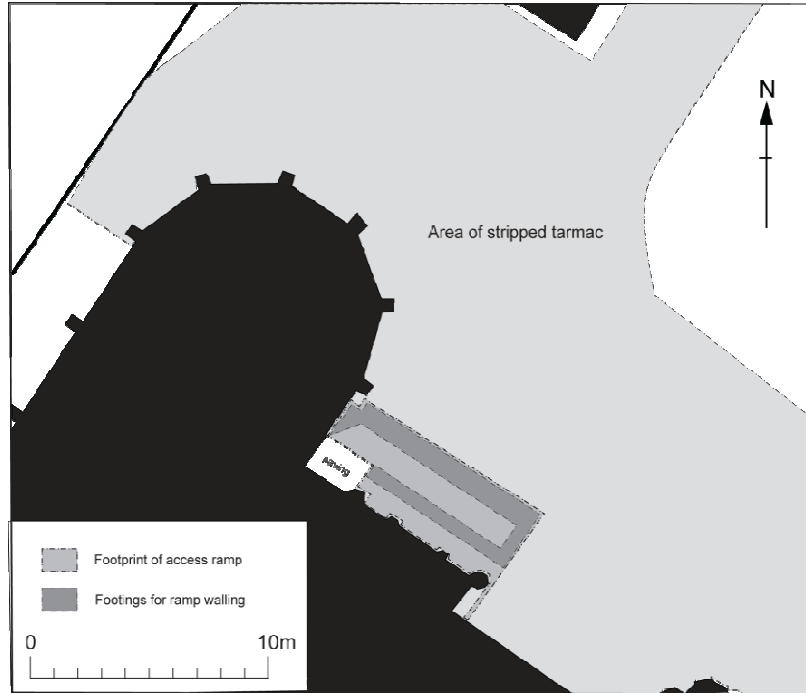 N
Area of stripped tarmac
Footprint of access ramp
Footings for ramp walling
0 10m